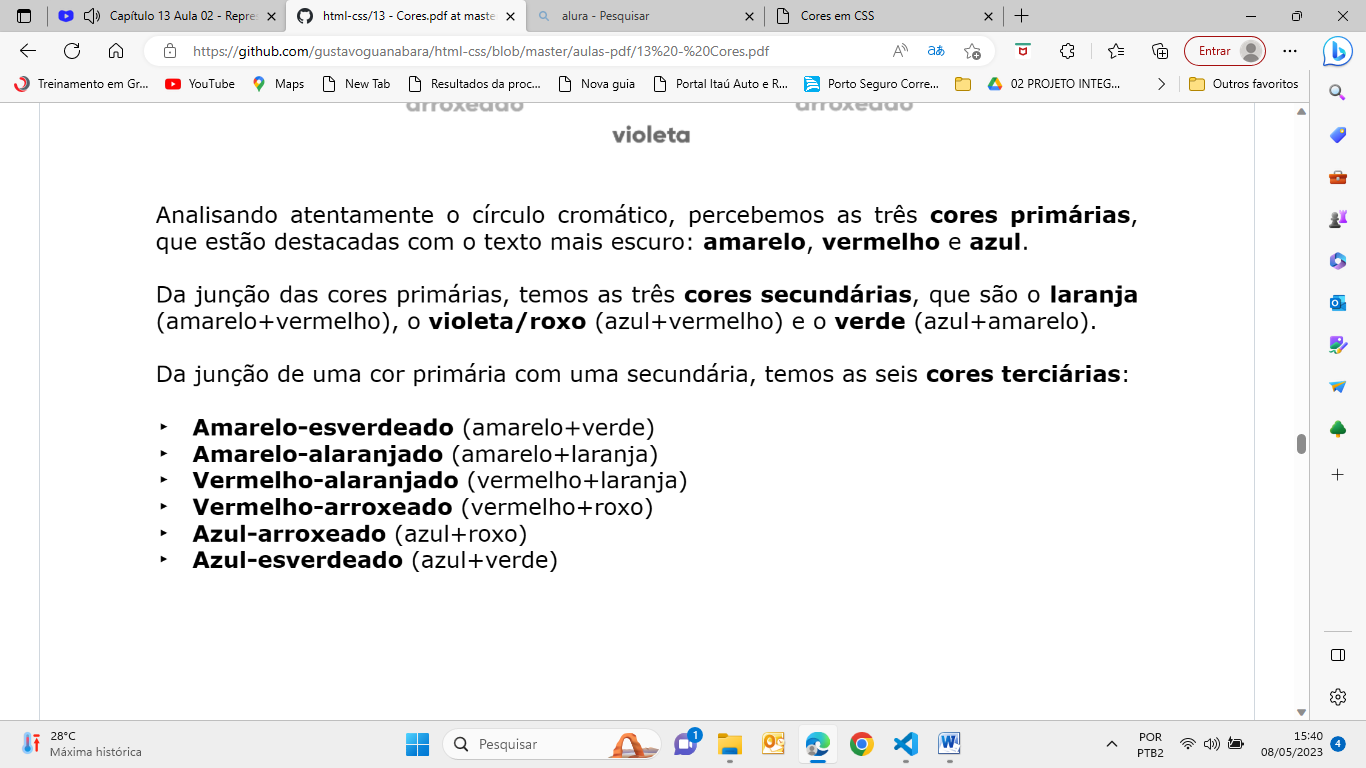 Capítulo 13 Aula 02 - Repres
html-css/13 - Cores.pdf at maste
alura - Pesquisar
Cores em CSS
https://github.com/gustavoguanabara/html-css/blob/master/aulas-pdf/13%20-%20Cores.pdf
Entrar
Treinamento em Gr...
YouTube
Maps
New Tab
Resultados da proc...
Nova guia
Portal Itaú Auto e R...
Porto Seguro Corre...
02 PROJETO INTEG...
Outros favoritos
arroxeado
arroxeado
violeta
Analisando atentamente o círculo cromático, percebemos as três cores primárias,
que estão destacadas com o texto mais escuro: amarelo, vermelho e azul.
Da junção das cores primárias, temos as três cores secundárias, que são o laranja
(amarelo+vermelho), o violeta/roxo (azul+vermelho) e o verde (azul+amarelo).
Da junção de uma cor primária com uma secundária, temos as seis cores terciárias:
‣ Amarelo-esverdeado (amarelo+verde)
‣ Amarelo-alaranjado (amarelo+laranja)
‣ Vermelho-alaranjado (vermelho+laranja)
‣ Vermelho-arroxeado (vermelho+roxo)
‣ Azul-arroxeado (azul+roxo)
‣ Azul-esverdeado (azul+verde)
28°C
Máxima histórica
Pesquisar
1
POR
PTB2
15:40
08/05/2023
4